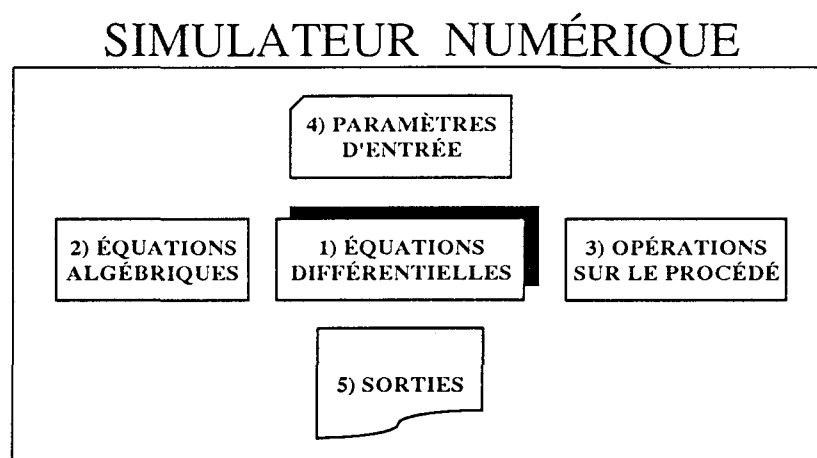 SIMULATEUR NUMÉRIQUE
4) PARAMÈTRES
D'ENTRÉE
2) ÉQUATIONS
ALGÉBRIQUES
1) ÉQUATIONS
DIFFÉRENTIELLES
3) OPÉRATIONS
SUR LE PROCÉDÉ
5) SORTIES